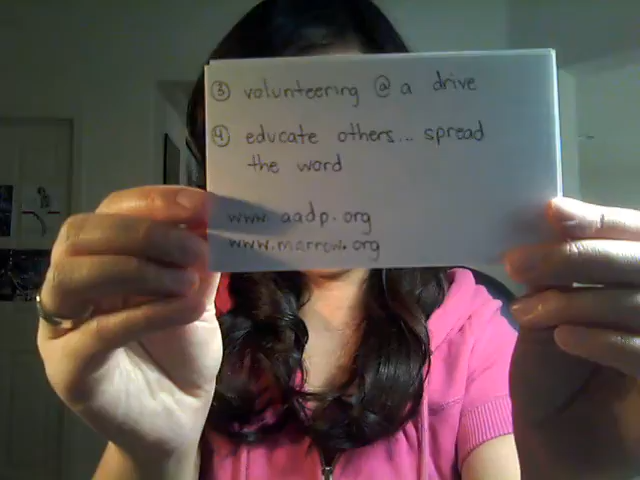 ③ volunteering @ a drive
④ educate others... spread
the word
www.aadp.org
www.marrow.org